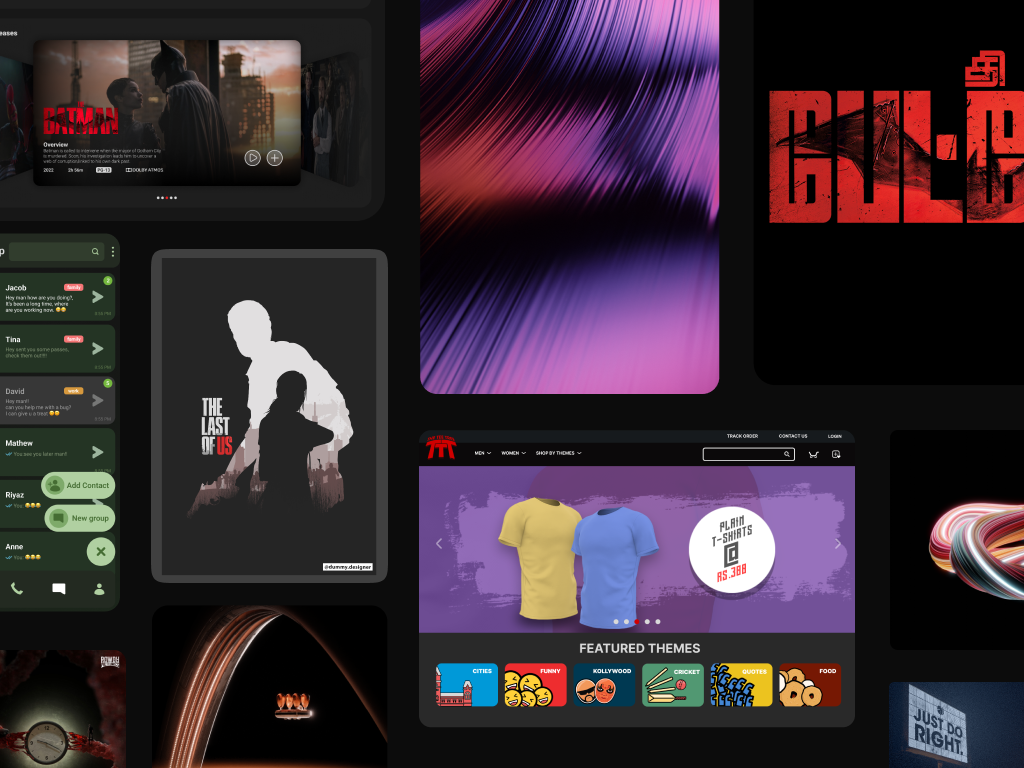 eases
BATMAN
Overview
Batman is called to intervene when the mayor of Gotham City
is murdered. Soon, his investigation leads him to uncover a
web of corruption,linked to his own dark past
2022 2h 56m PG-13 DOLBY ATMOS
p
Jacob
family
2
Hey man how are you doing?,
It's been a long time, where
are you working now.
Tina
family
Hey sent you some passes,
check there out!!!
David
work
5
Hey man!!
can you help me with a bug?
I can give u a treat
Mathew
You: see you later man!!
Riyaz
You:
Add Contact
New group
Anne
You:
THE
LAST
OF US
@dummy.designer
ROWDY
தி
TRACK ORDER CONTACT US LOGIN
MEN WOMEN SHOP BY THEMES
PLAIN
T-SHIRTS
@
RS.300
FEATURED THEMES
CITIES FUNNY KOLLYWOOD CRICKET QUOTES FOOD
JUST DO
RIGHT.